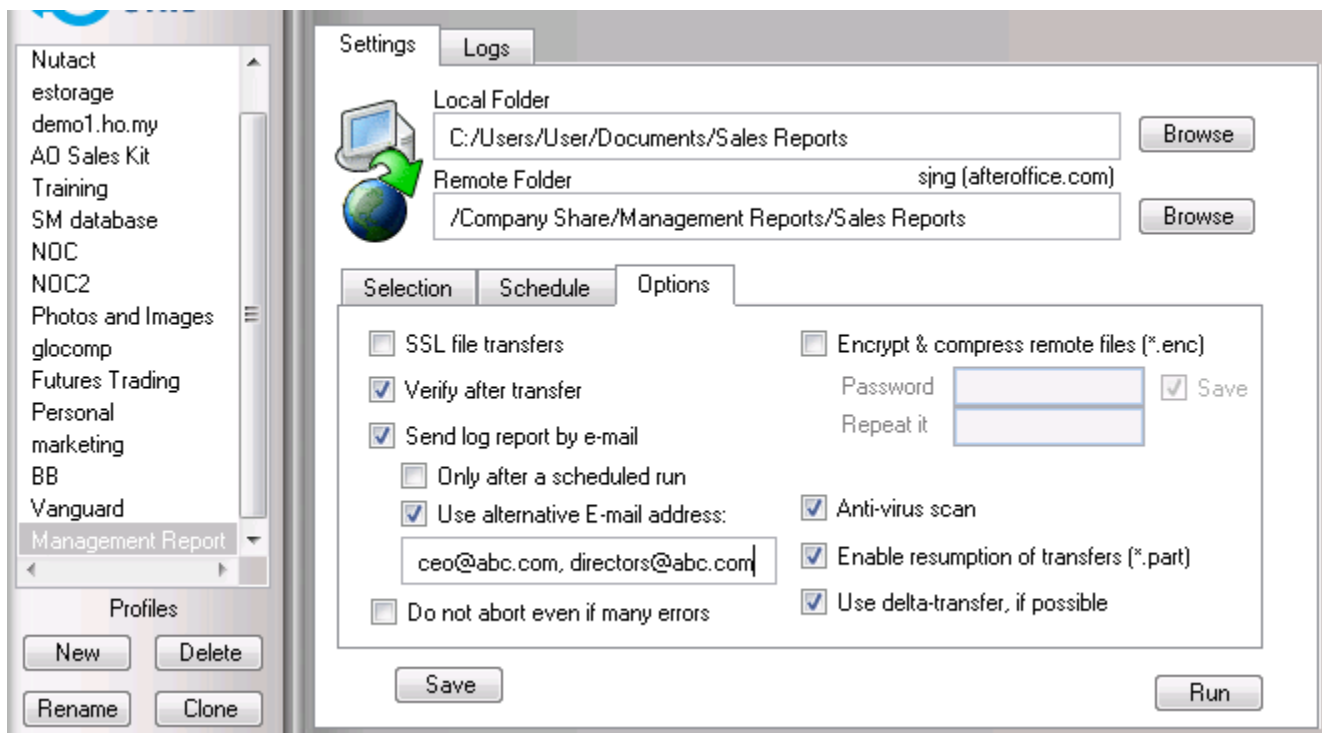 Nutact
estorage
demo1.ho.my
AO Sales Kit
Training
SM database
NOC
NOC2
Photos and Images
glocomp
Futures Trading
Personal
marketing
BB
Vanguard
Management Report
Profiles
New Delete
Rename Clone
Settings Logs
Local Folder
C:/Users/User/Documents/Sales Reports Browse
Remote Folder sjng (afteroffice.com)
/Company Share/Management Reports/Sales Reports Browse
Selection Schedule Options
SSL file transfers
Verify after transfer
Send log report by e-mail
Only after a scheduled run
Use alternative E-mail address:
ceo@abc.com, directors@abc.com
Do not abort even if many errors
Encrypt & compress remote files (*.enc)
Password Save
Repeat it
Anti-virus scan
Enable resumption of transfers (*.part)
Use delta-transfer, if possible
Save Run